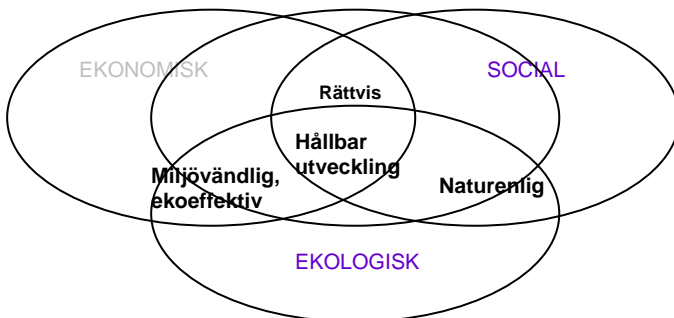 EKONOMISK
SOCIAL
Rättvis
Hållbar
utveckling
Miljövändlig,
ekoeffektiv
Naturenlig
EKOLOGISK